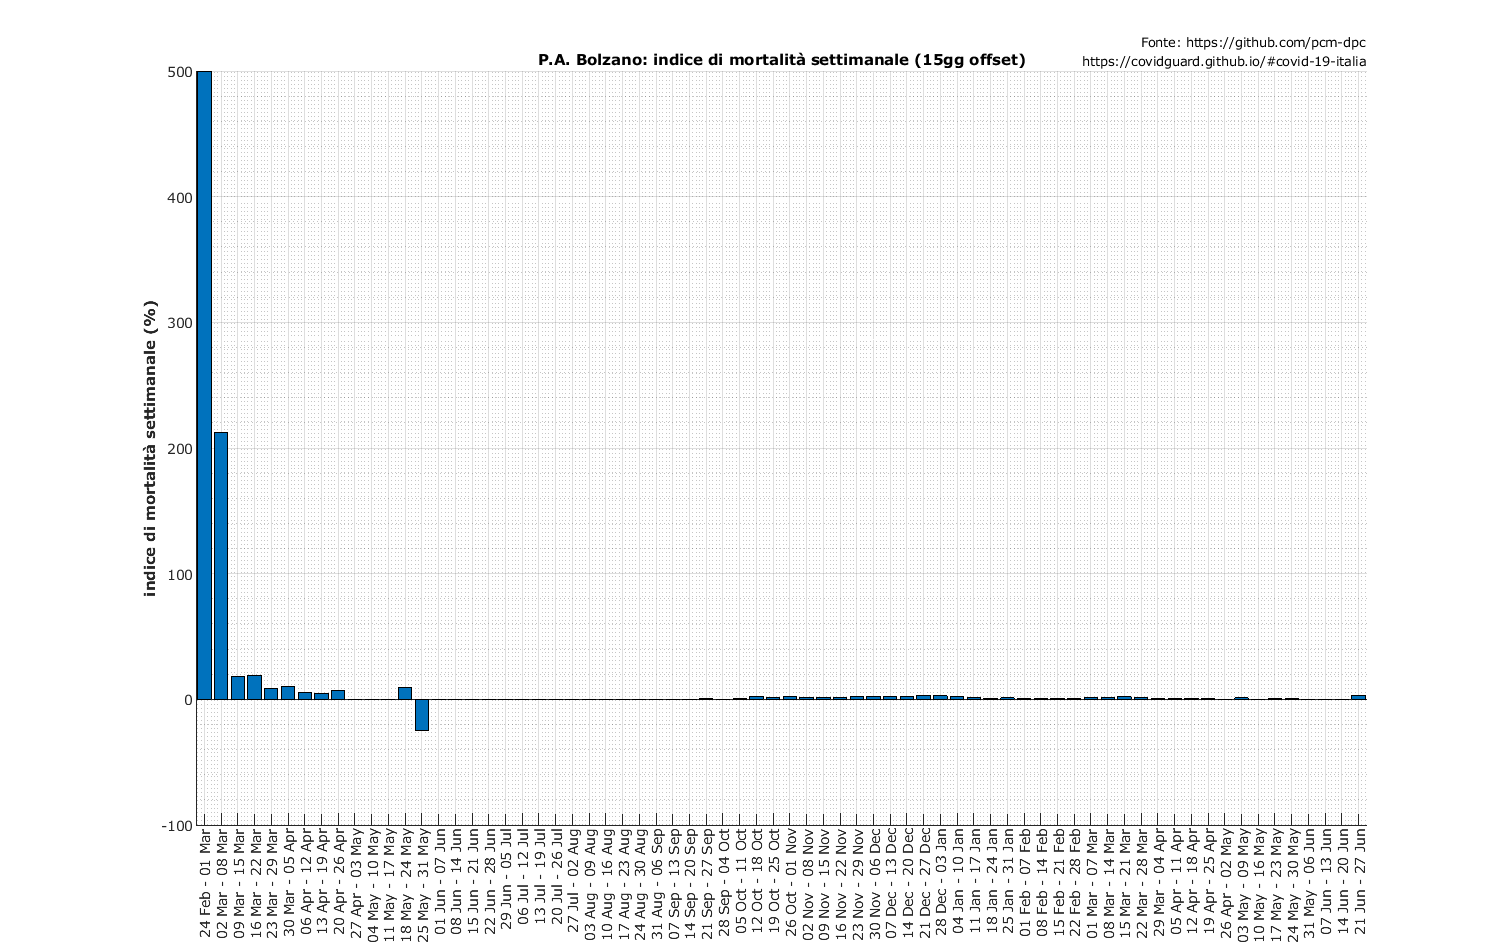 Fonte: https://github.com/pcm-dpc
https://covidguard.github.io/#covid-19-italia
P.A. Bolzano: indice di mortalità settimanale (15gg offset)
indice di mortalità settimanale (%)
500
400
300
200
100
0
-100
24 Feb - 01 Mar
02 Mar - 08 Mar
09 Mar - 15 Mar
16 Mar - 22 Mar
23 Mar - 29 Mar
30 Mar - 05 Apr
06 Apr - 12 Apr
13 Apr - 19 Apr
20 Apr - 26 Apr
27 Apr - 03 May
04 May - 10 May
11 May - 17 May
18 May - 24 May
25 May - 31 May
01 Jun - 07 Jun
08 Jun - 14 Jun
15 Jun - 21 Jun
22 Jun - 28 Jun
29 Jun - 05 Jul
06 Jul - 12 Jul
13 Jul - 19 Jul
20 Jul - 26 Jul
27 Jul - 02 Aug
03 Aug - 09 Aug
10 Aug - 16 Aug
17 Aug - 23 Aug
24 Aug - 30 Aug
31 Aug - 06 Sep
07 Sep - 13 Sep
14 Sep - 20 Sep
21 Sep - 27 Sep
28 Sep - 04 Oct
05 Oct - 11 Oct
12 Oct - 18 Oct
19 Oct - 25 Oct
26 Oct - 01 Nov
02 Nov - 08 Nov
09 Nov - 15 Nov
16 Nov - 22 Nov
23 Nov - 29 Nov
30 Nov - 06 Dec
07 Dec - 13 Dec
14 Dec - 20 Dec
21 Dec - 27 Dec
28 Dec - 03 Jan
04 Jan - 10 Jan
11 Jan - 17 Jan
18 Jan - 24 Jan
25 Jan - 31 Jan
01 Feb - 07 Feb
08 Feb - 14 Feb
15 Feb - 21 Feb
22 Feb - 28 Feb
01 Mar - 07 Mar
08 Mar - 14 Mar
15 Mar - 21 Mar
22 Mar - 28 Mar
29 Mar - 04 Apr
05 Apr - 11 Apr
12 Apr - 18 Apr
19 Apr - 25 Apr
26 Apr - 02 May
03 May - 09 May
10 May - 16 May
17 May - 23 May
24 May - 30 May
31 May - 06 Jun
07 Jun - 13 Jun
14 Jun - 20 Jun
21 Jun - 27 Jun